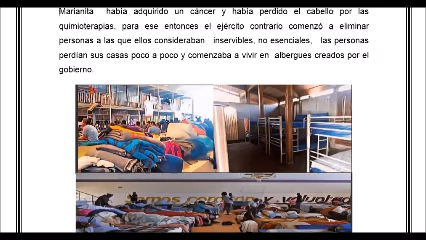 Marianita había adquirido un cáncer y había perdido el cabello por las
quimioterapias, para ese entonces el ejército contrario comenzó a eliminar
personas a las que ellos consideraban inservibles, no esenciales, las personas
perdían sus casas poco a poco y comenzaba a vivir en albergues creados por el
gobierno.
y voluntad